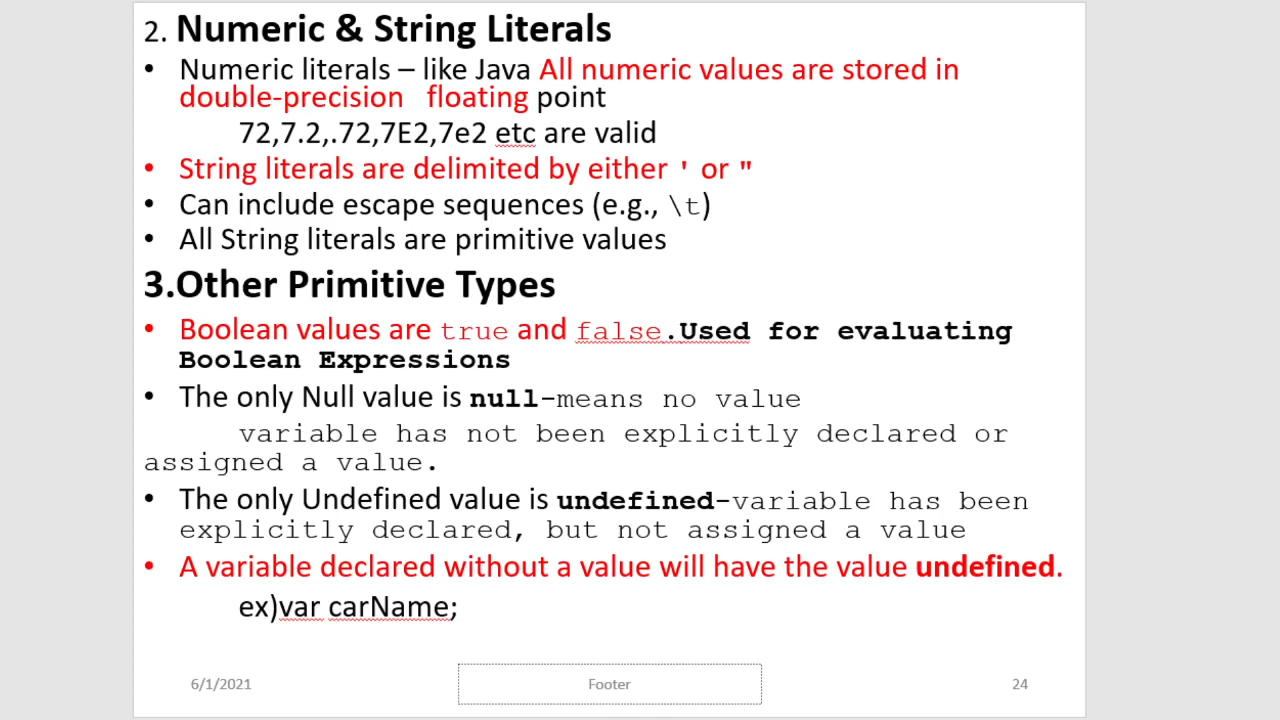 2. Numeric & String Literals
• Numeric literals – like Java All numeric values are stored in
double-precision floating point
72,7.2,.72,7E2,7e2 etc are valid
• String literals are delimited by either ' or "
• Can include escape sequences (e.g., \t)
• All String literals are primitive values
3.Other Primitive Types
• Boolean values are true and false.Used for evaluating
Boolean Expressions
• The only Null value is null-means no value
variable has not been explicitly declared or
assigned a value.
• The only Undefined value is undefined-variable has been
explicitly declared, but not assigned a value
• A variable declared without a value will have the value undefined.
ex)var carName;
6/1/2021 Footer 24